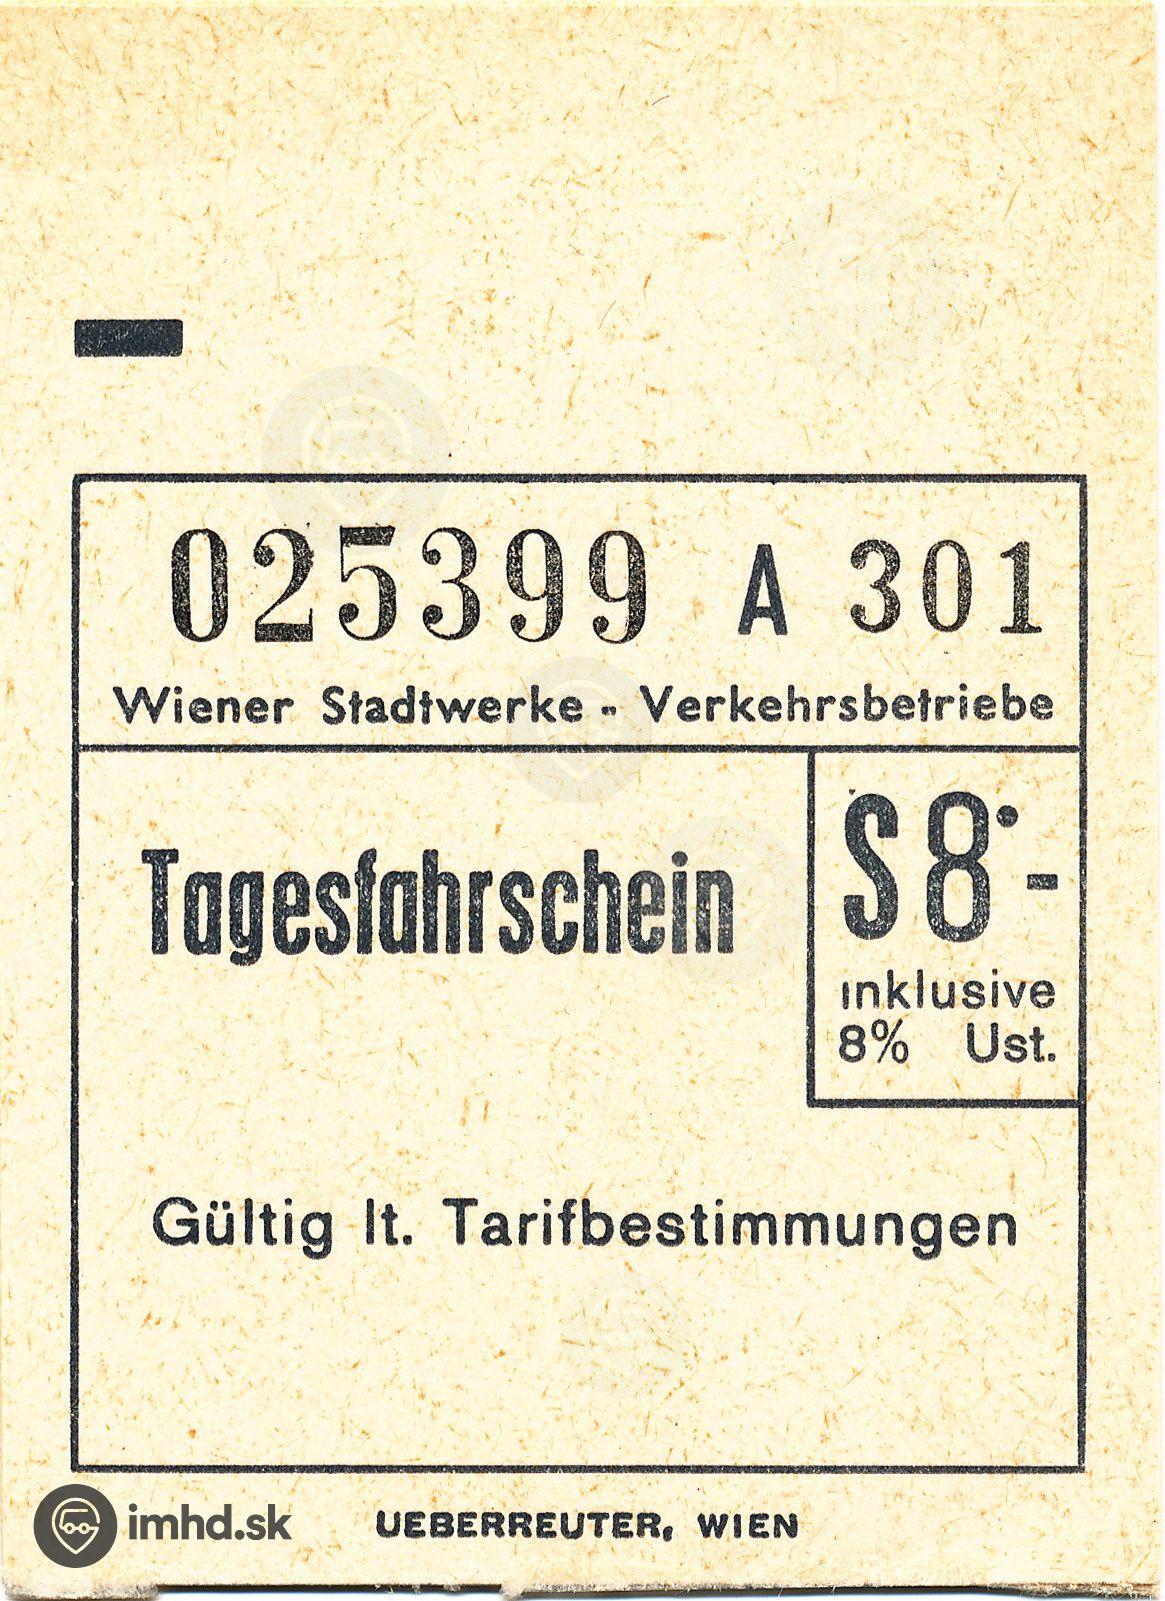 025399 A 301
Wiener Stadtwerke - Verkehrsbetriebe
Tagesfahrschein
S 8·-
inklusive
8% Ust.
Gültig lt. Tarifbestimmungen
imhd.sk
UEBERREUTER, WIEN